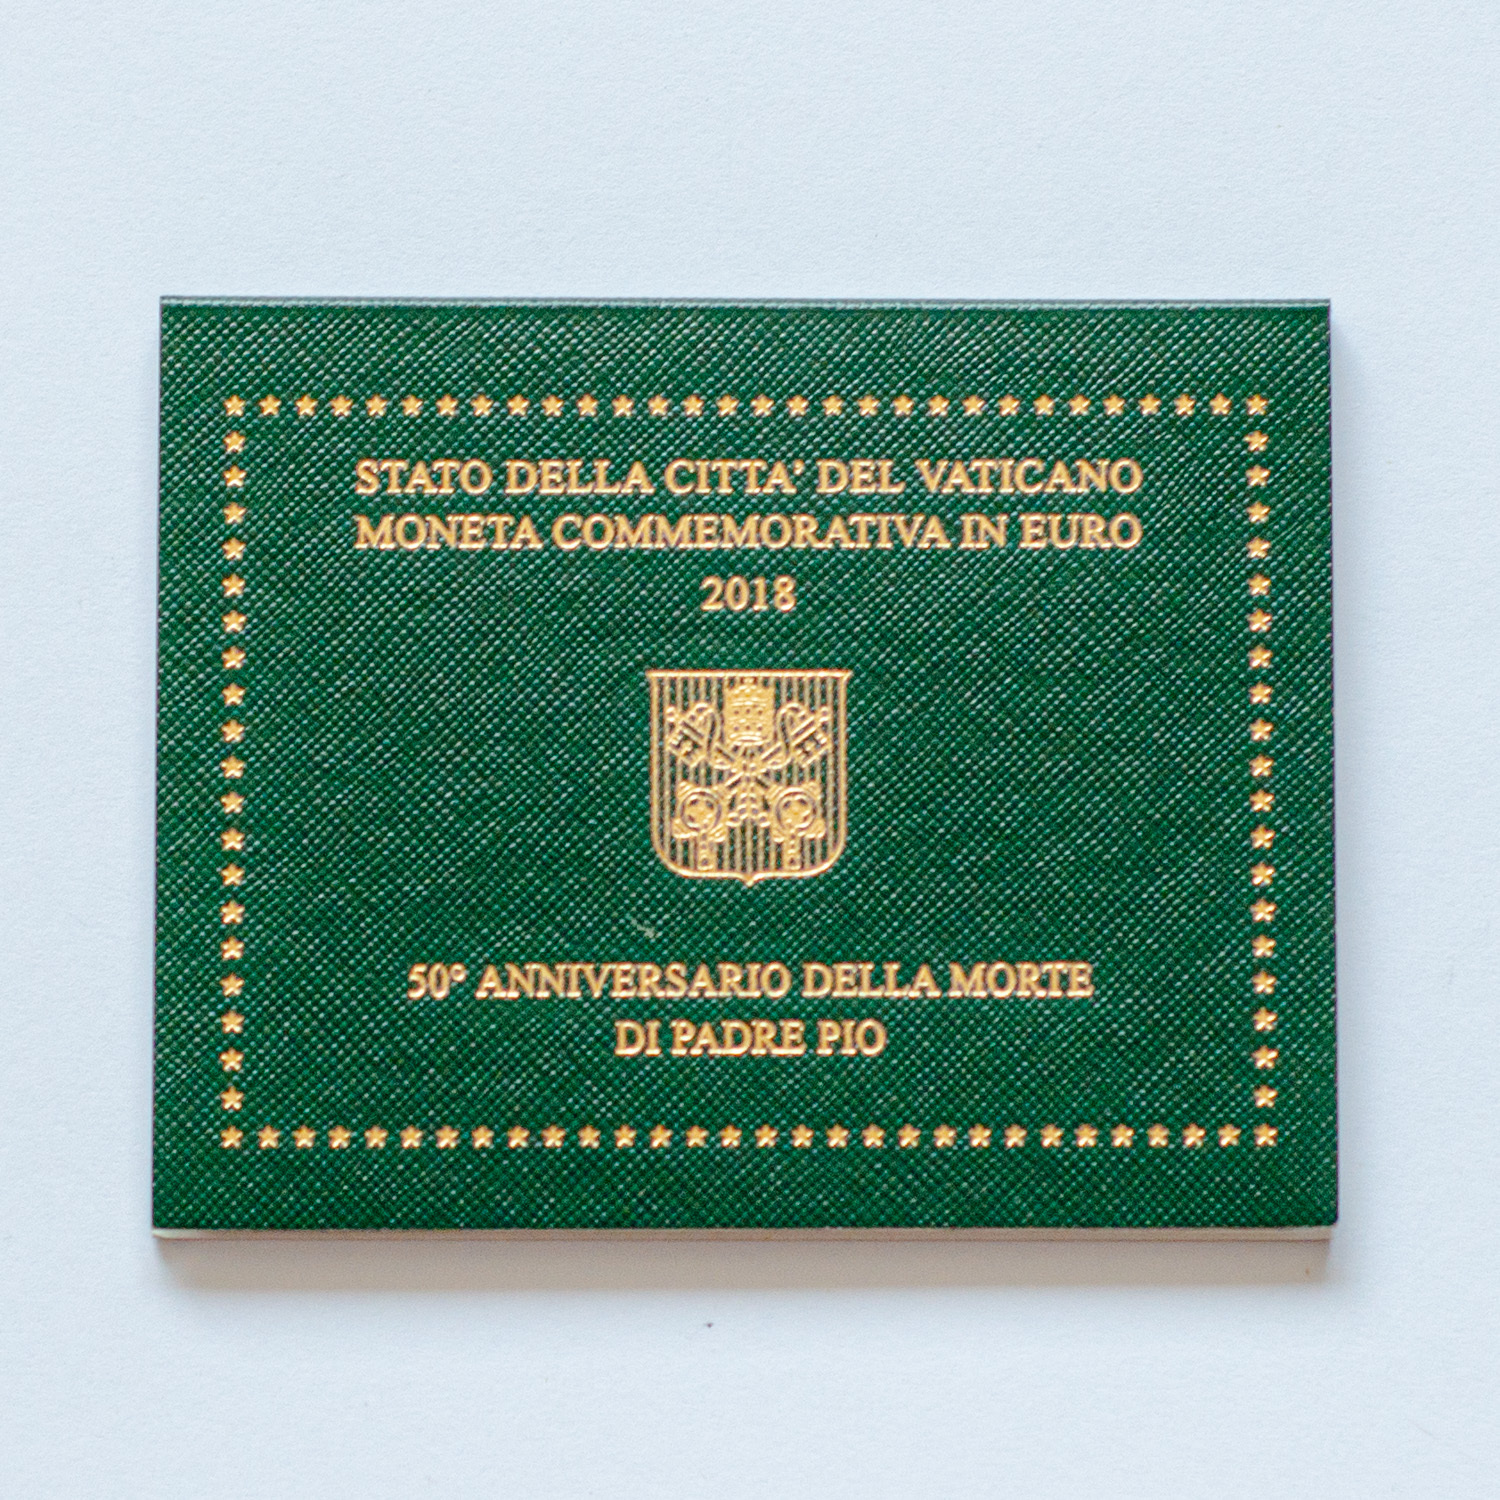 STATO DELLA CITTA' DEL VATICANO
MONETA COMMEMORATIVA IN EURO
2018
50° ANNIVERSARIO DELLA MORTE
DI PADRE PIO